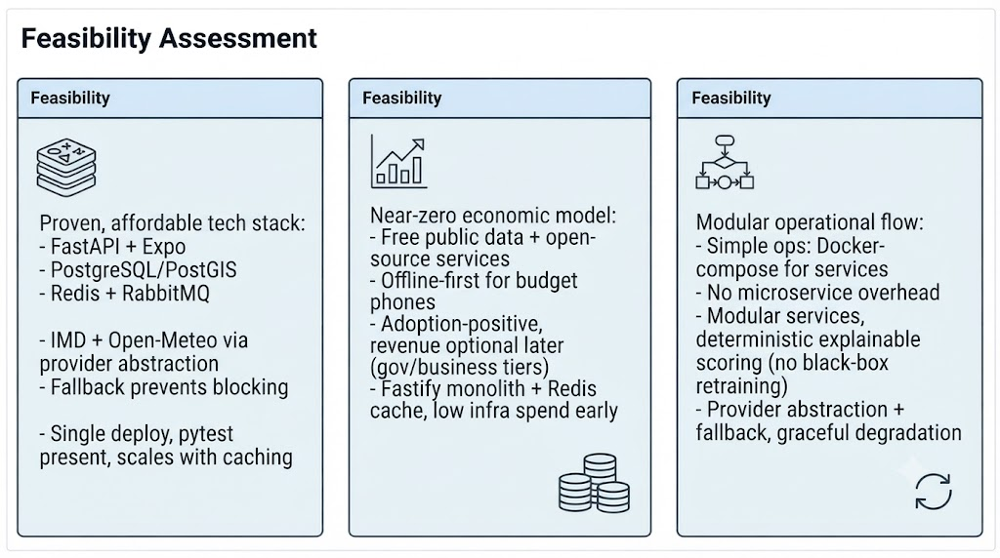 Feasibility Assessment
Feasibility
Proven, affordable tech stack:
- FastAPI + Expo
- PostgreSQL/PostGIS
- Redis + RabbitMQ
- IMD + Open-Meteo via
provider abstraction
- Fallback prevents blocking
- Single deploy, pytest
present, scales with caching
Feasibility
Near-zero economic model:
- Free public data + open-
source services
- Offline-first for budget
phones
- Adoption-positive,
revenue optional later
(gov/business tiers)
- Fastify monolith + Redis
cache, low infra spend early
Feasibility
Modular operational flow:
- Simple ops: Docker-
compose for services
- No microservice overhead
- Modular services,
deterministic explainable
scoring (no black-box
retraining)
- Provider abstraction +
fallback, graceful degradation